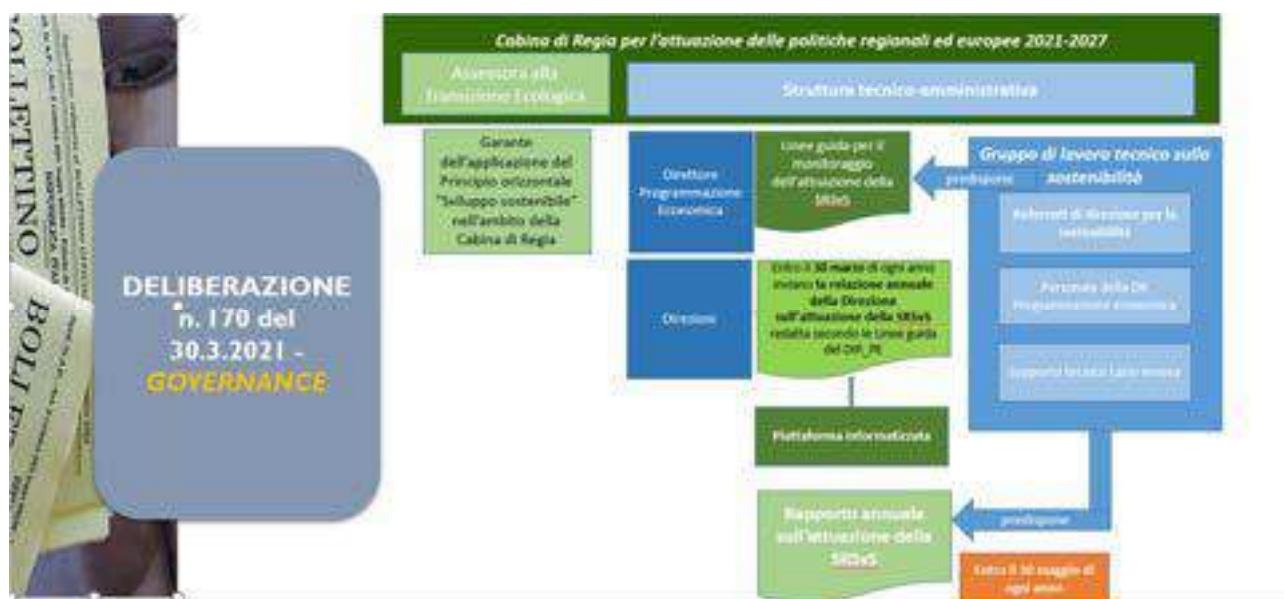 BOLLETTINO
DELIBERAZIONE
n. 170 del
30.3.2021 -
GOVERNANCE
Cabina di Regia per l'attuazione delle politiche regionali ed europee 2021-2027
Assessora alla
Transizione Ecologica
Struttura tecnico-amministrativa
Garante
dell'applicazione del
Principio orizzontale
"Sviluppo sostenibile"
nell'ambito della
Cabina di Regia
Direttore
Programmazione
Economica
Linee guida per il
monitoraggio
dell'attuazione della
SRSvS
predispone
Gruppo di lavoro tecnico sulla
sostenibilità
Referenti di direzione per la
sostenibilità
Personale della DR
Programmazione economica
Supporto tecnico Lazio Innova
Direzioni
Entro il 30 marzo di ogni anno
inviano la relazione annuale
della Direzione
sull'attuazione della SRSvS
redatta secondo le Linee guida
del DIR_PE
Piattaforma informatizzata
Rapporto annuale
sull'attuazione della
SRSvS
predispone
Entro il 30 maggio di
ogni anno